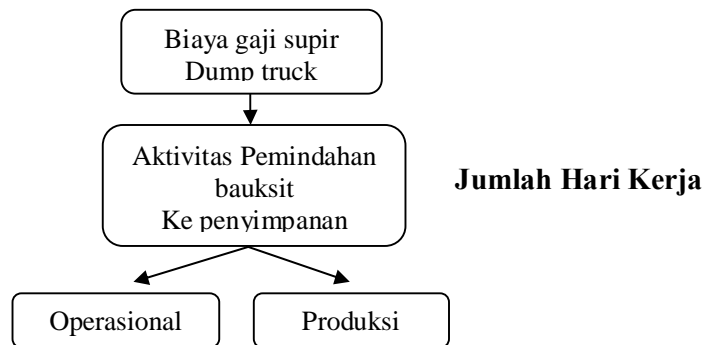 Biaya gaji supir
Dump truck
Aktivitas Pemindahan
bauksit
Ke penyimpanan
Jumlah Hari Kerja
Operasional
Produksi